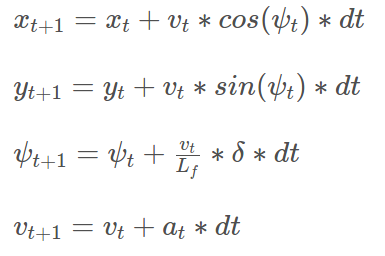 x_{t+1} = x_t + v_t * cos(ψ_t) * dt
y_{t+1} = y_t + v_t * sin(ψ_t) * dt
ψ_{t+1} = ψ_t + \frac{v_t}{L_f} * δ * dt
v_{t+1} = v_t + a_t * dt